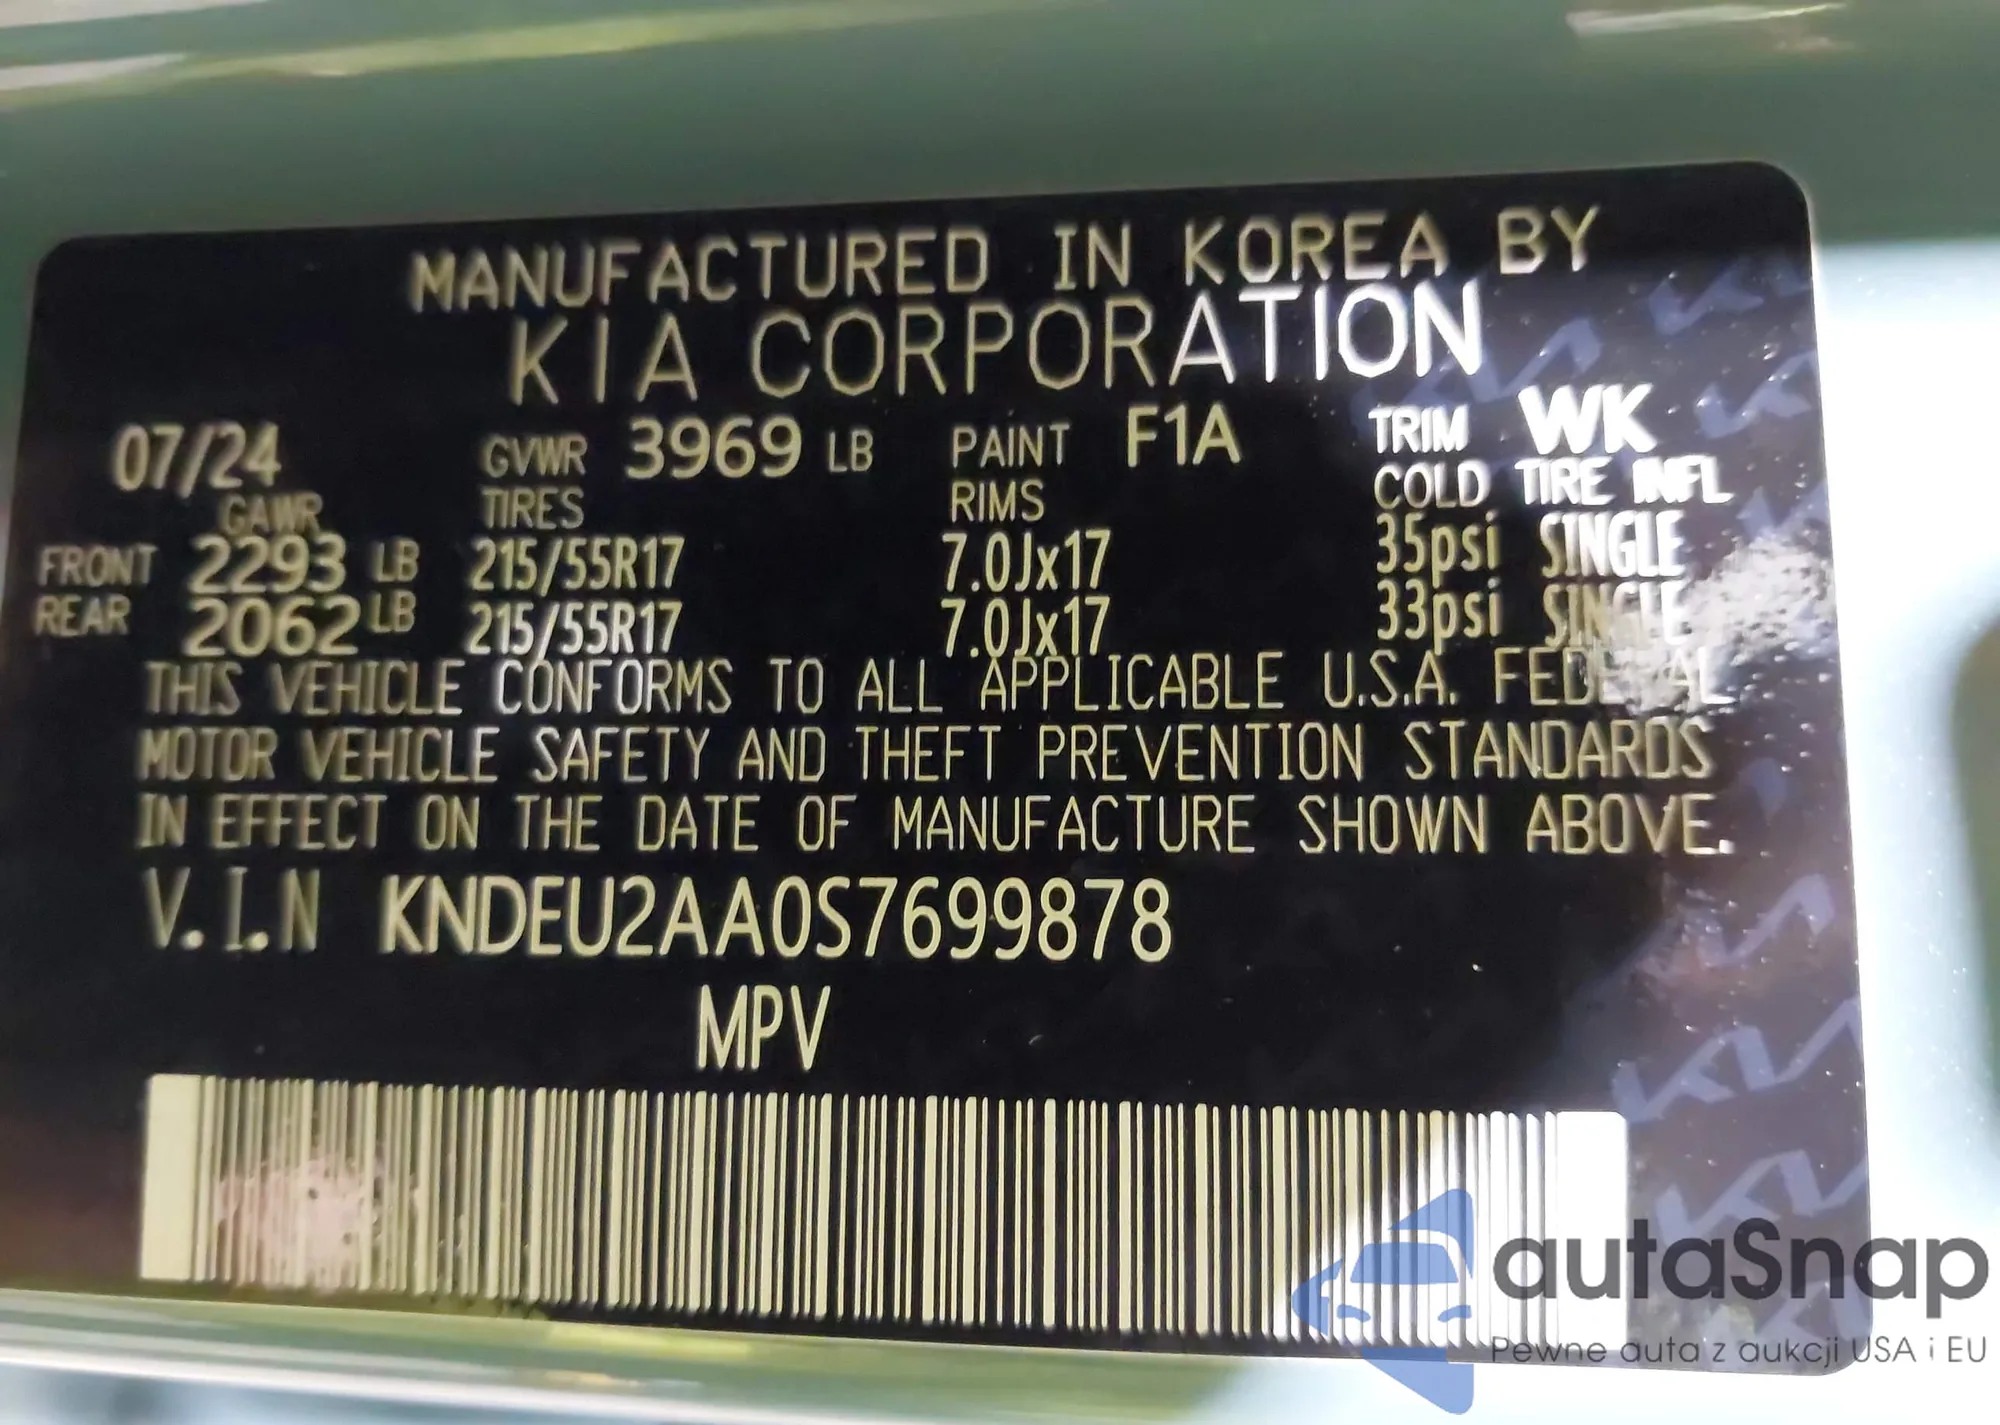 MANUFACTURED IN KOREA BY
KIA CORPORATION
07/24 GVWR 3969 LB PAINT F1A TRIM WK
GAWR TIRES RIMS COLD TIRE INFL
FRONT 2293 LB 215/55R17 7.0Jx17 35psi SINGLE
REAR 2062 LB 215/55R17 7.0Jx17 33psi SINGLE
THIS VEHICLE CONFORMS TO ALL APPLICABLE U.S.A. FEDERAL
MOTOR VEHICLE SAFETY AND THEFT PREVENTION STANDARDS
IN EFFECT ON THE DATE OF MANUFACTURE SHOWN ABOVE.
V.I.N KNDEU2AA0S7699878
MPV
autaSnap
Pewne auta z aukcji USA i EU